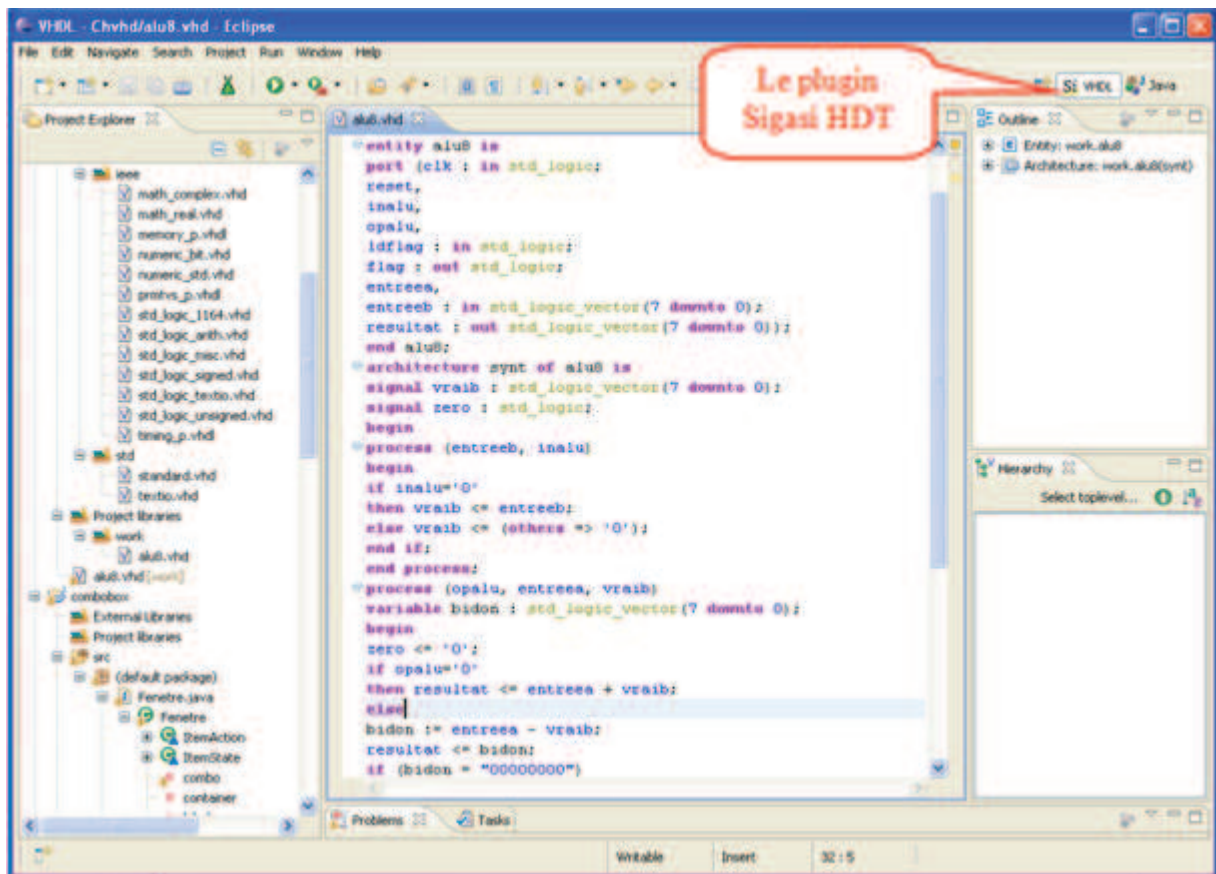 VHDL - Chvhd/alu8.vhd - Eclipse
File Edit Navigate Search Project Run Window Help
Le plugin
Sigasi HDT
Si VHDL Java
Project Explorer
ieee
math_complex.vhd
math_real.vhd
memory_p.vhdl
numeric_bit.vhd
numeric_std.vhd
prmtvs_p.vhdl
std_logic_1164.vhd
std_logic_arith.vhd
std_logic_misc.vhd
std_logic_signed.vhd
std_logic_textio.vhd
std_logic_unsigned.vhd
timing_p.vhdl
std
standard.vhd
textio.vhd
Project libraries
work
alu8.vhd
alu8.vhd [work]
combobox
External Libraries
Project libraries
src
(default package)
Fenetre.java
Fenetre
ItemAction
ItemState
combo
container
alu8.vhd
entity alu8 is
port (clk : in std_logic;
reset,
inalu,
opalu,
ldflag : in std_logic;
flag : out std_logic;
entreea,
entreeb : in std_logic_vector(7 downto 0);
resultat : out std_logic_vector(7 downto 0));
end alu8;
architecture synt of alu8 is
signal vraib : std_logic_vector(7 downto 0);
signal zero : std_logic;
begin
process (entreeb, inalu)
begin
if inalu='0'
then vraib <= entreeb;
else vraib <= (others => '0');
end if;
end process;
process (opalu, entreea, vraib)
variable bidon : std_logic_vector(7 downto 0);
begin
zero <= '0';
if opalu='0'
then resultat <= entreea + vraib;
else
bidon := entreea - vraib;
resultat <= bidon;
if (bidon = "00000000")
Outline
Entity: work.alu8
Architecture: work.alu8(synt)
Hierarchy
Select toplevel...
Problems Tasks
Writable Insert 32 : 5